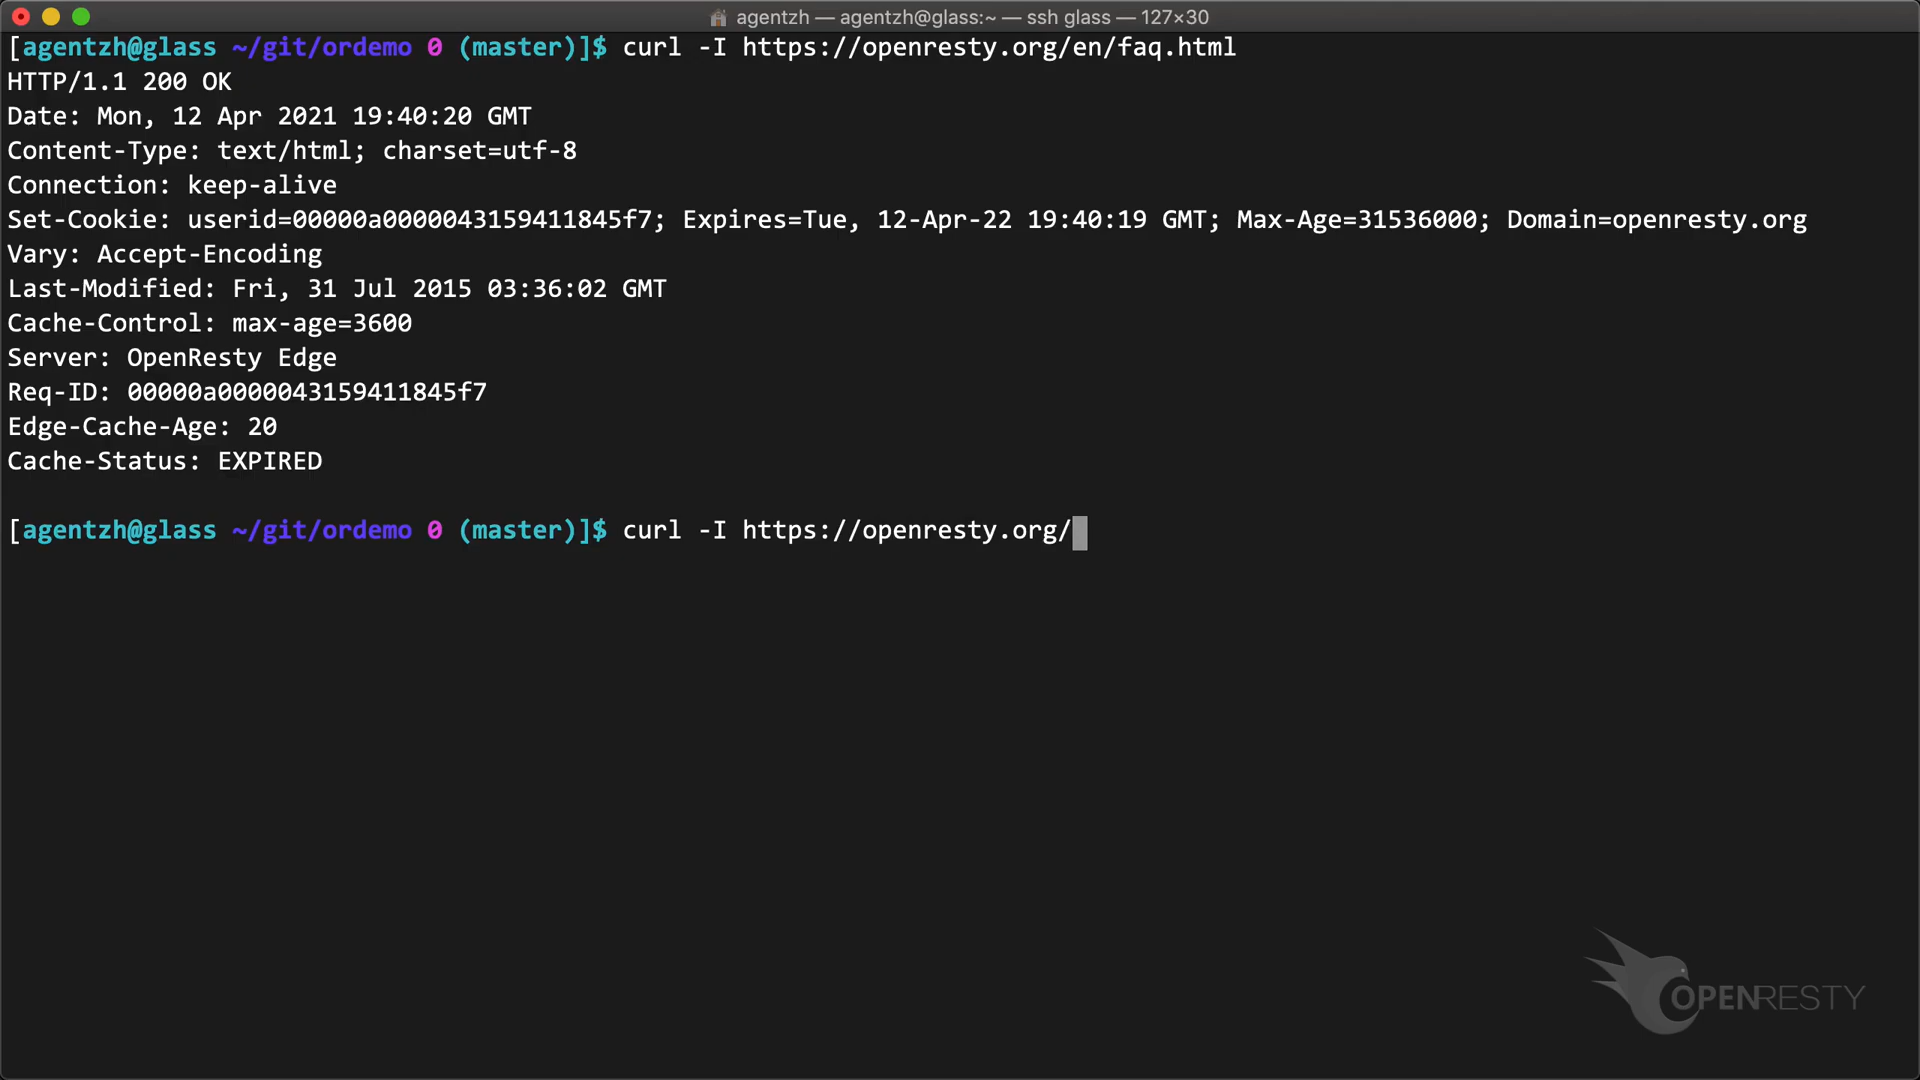 agentzh — agentzh@glass:~ — ssh glass — 127×30
[agentzh@glass ~/git/ordemo 0 (master)]$ curl -I https://openresty.org/en/faq.html
HTTP/1.1 200 OK
Date: Mon, 12 Apr 2021 19:40:20 GMT
Content-Type: text/html; charset=utf-8
Connection: keep-alive
Set-Cookie: userid=00000a0000043159411845f7; Expires=Tue, 12-Apr-22 19:40:19 GMT; Max-Age=31536000; Domain=openresty.org
Vary: Accept-Encoding
Last-Modified: Fri, 31 Jul 2015 03:36:02 GMT
Cache-Control: max-age=3600
Server: OpenResty Edge
Req-ID: 00000a0000043159411845f7
Edge-Cache-Age: 20
Cache-Status: EXPIRED
[agentzh@glass ~/git/ordemo 0 (master)]$ curl -I https://openresty.org/
OPENRESTY